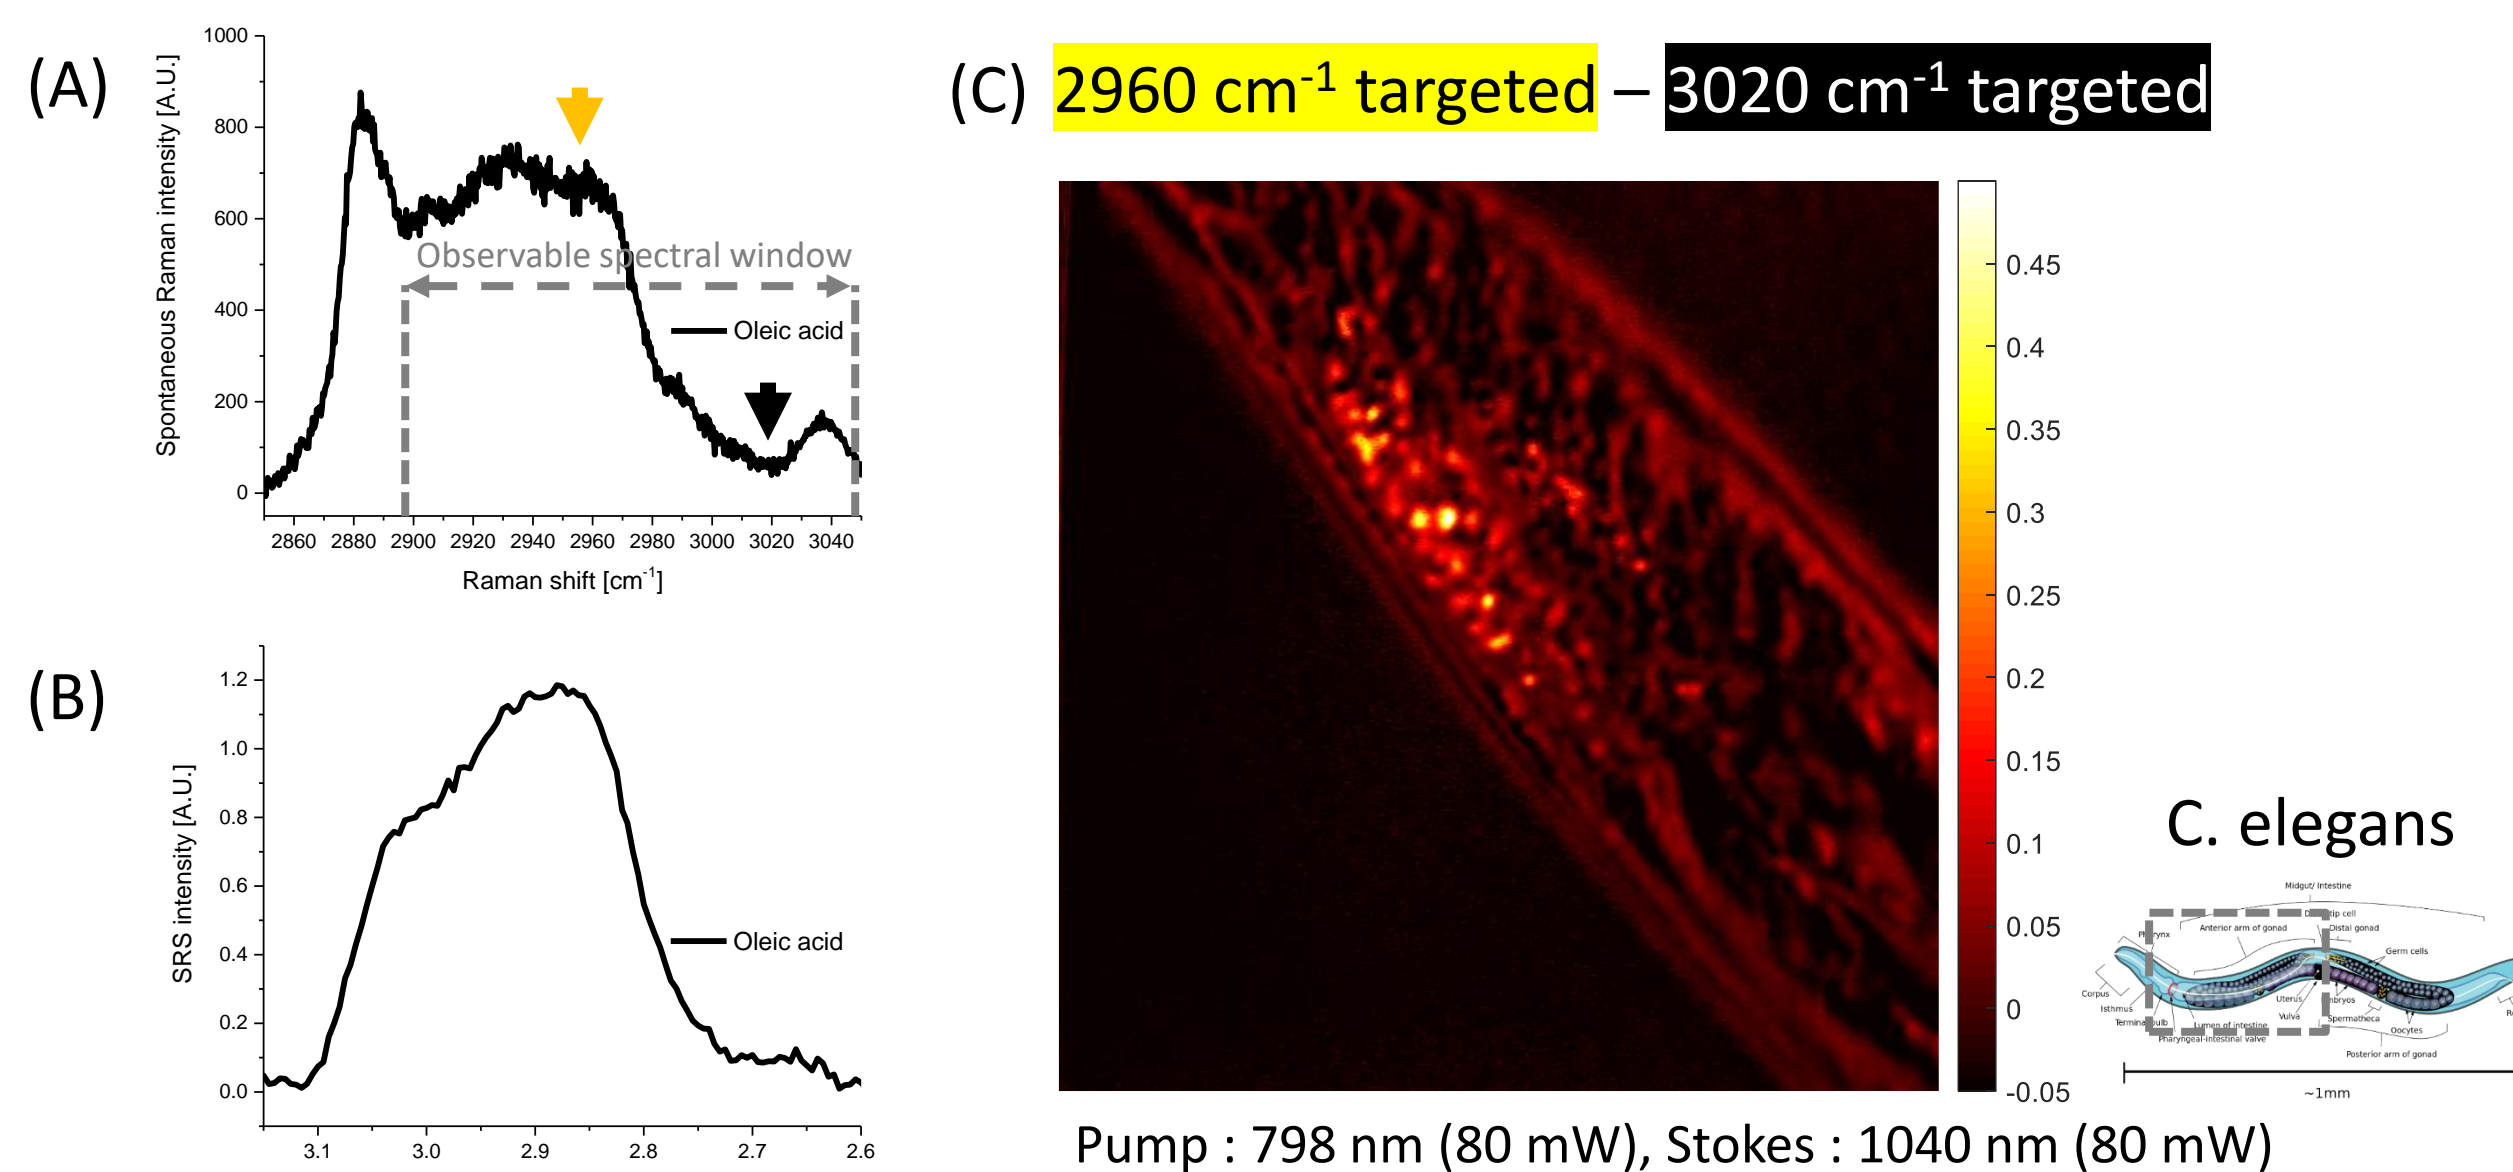 (A)
1000
800
600
400
200
0
Spontaneous Raman intensity [A.U.]
Observable spectral window
Oleic acid
2860 2880 2900 2920 2940 2960 2980 3000 3020 3040
Raman shift [cm-1]
(B)
1.2
1.0
0.8
0.6
0.4
0.2
0.0
SRS intensity [A.U.]
Oleic acid
3.1 3.0 2.9 2.8 2.7 2.6
(C) 2960 cm-1 targeted – 3020 cm-1 targeted
0.45
0.4
0.35
0.3
0.25
0.2
0.15
0.1
0.05
0
-0.05
C. elegans
Midgut/ Intestine
tip cell
Anterior arm of gonad
Distal gonad
Germ cells
Corpus
Isthmus
Uterus
Vulva
Spermatheca
Oocytes
Lumen of intestine
Pharyngeal-intestinal valve
Posterior arm of gonad
~1mm
Pump : 798 nm (80 mW), Stokes : 1040 nm (80 mW)